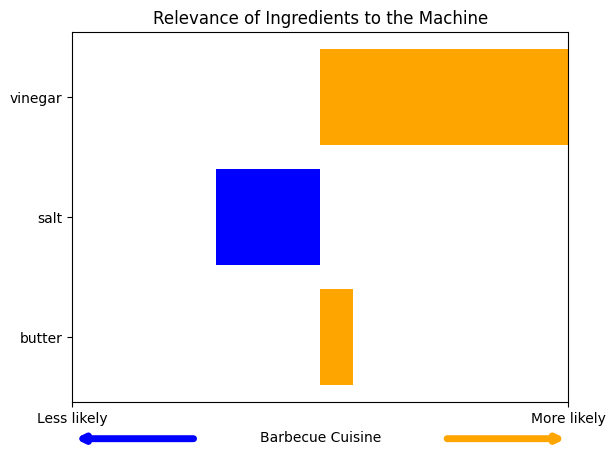 Relevance of Ingredients to the Machine
vinegar
salt
butter
Less likely
More likely
Barbecue Cuisine